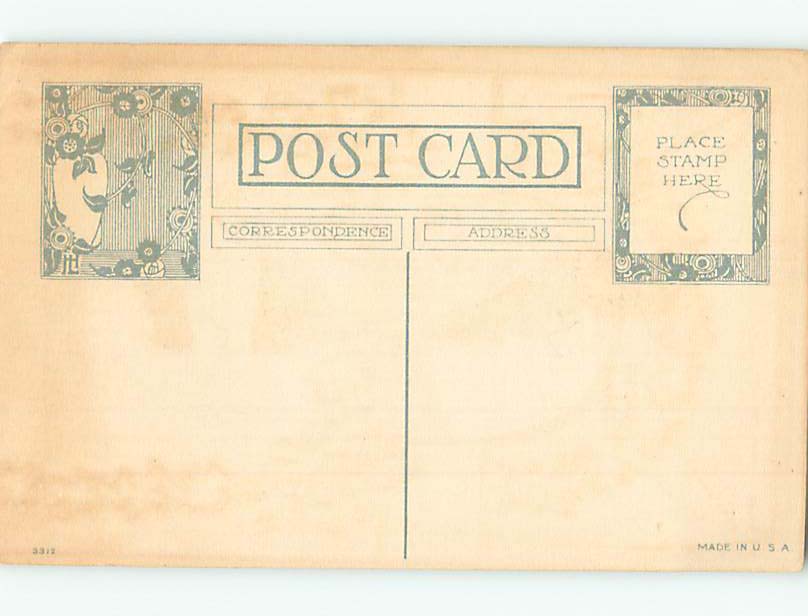 POST CARD
PLACE
STAMP
HERE
CORRESPONDENCE
ADDRESS
3312
MADE IN U.S.A.